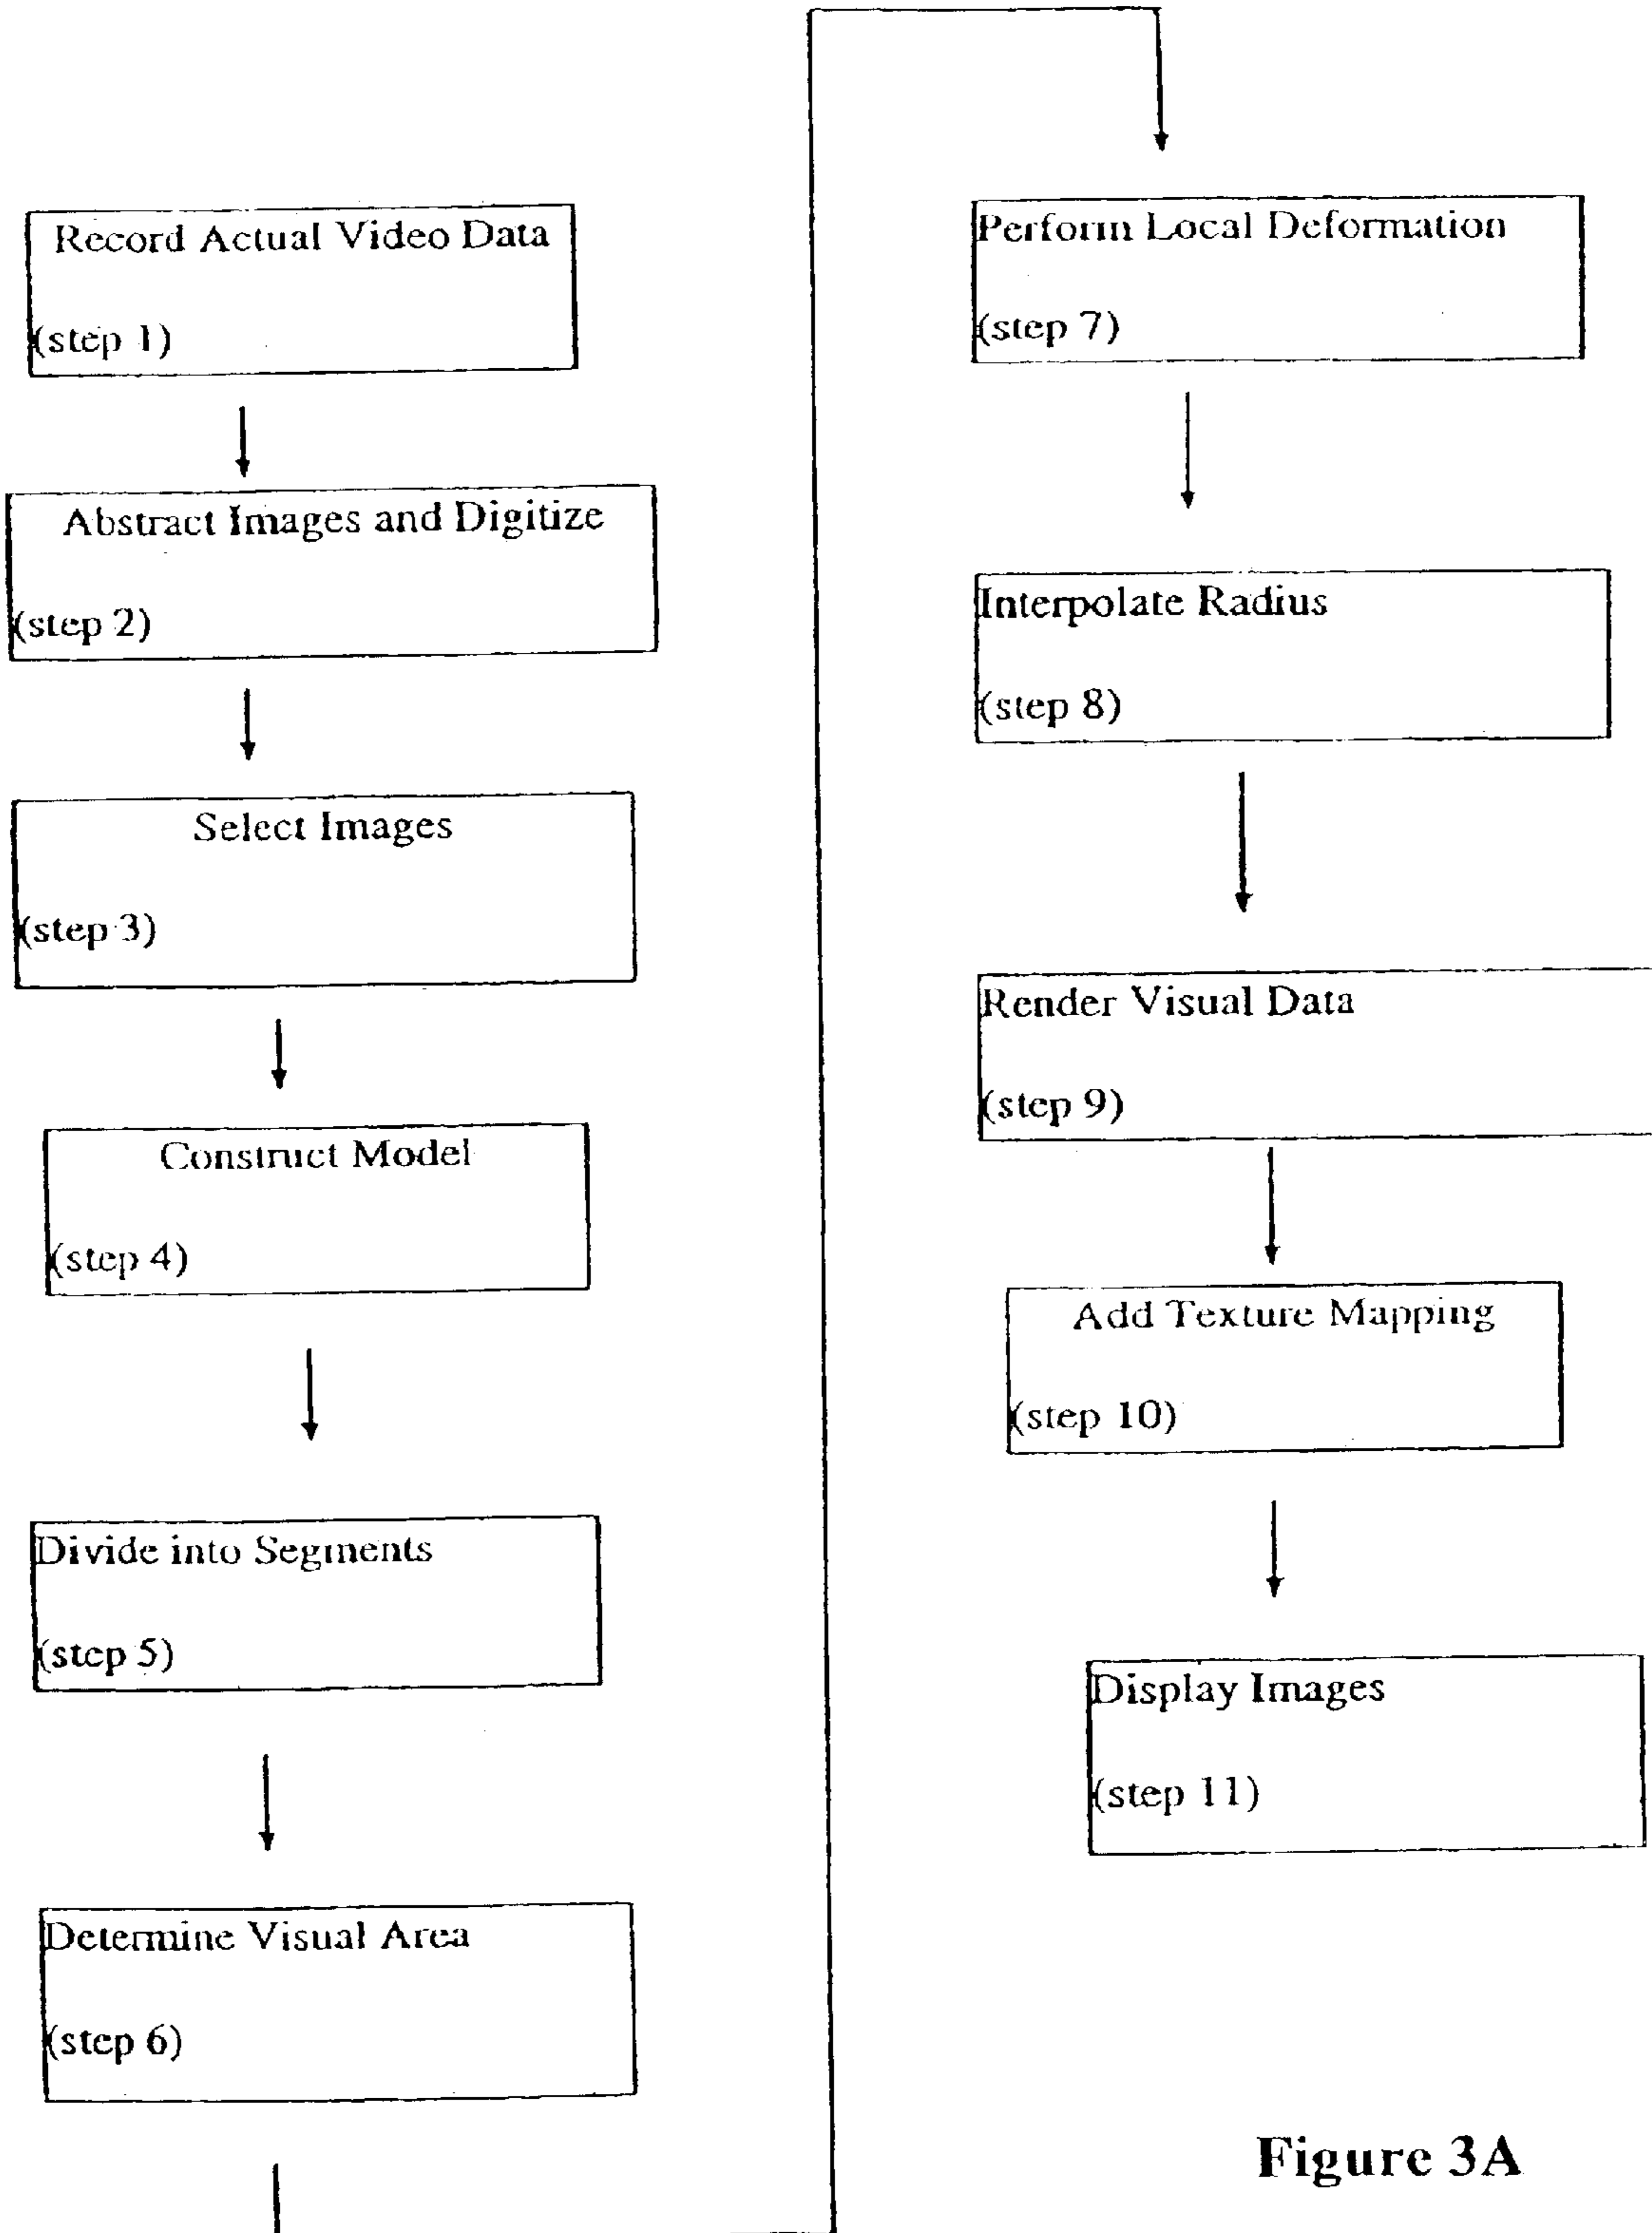 Record Actual Video Data
(step 1)
Abstract Images and Digitize
(step 2)
Select Images
(step 3)
Construct Model
(step 4)
Divide into Segments
(step 5)
Determine Visual Area
(step 6)
Perform Local Deformation
(step 7)
Interpolate Radius
(step 8)
Render Visual Data
(step 9)
Add Texture Mapping
(step 10)
Display Images
(step 11)
Figure 3A